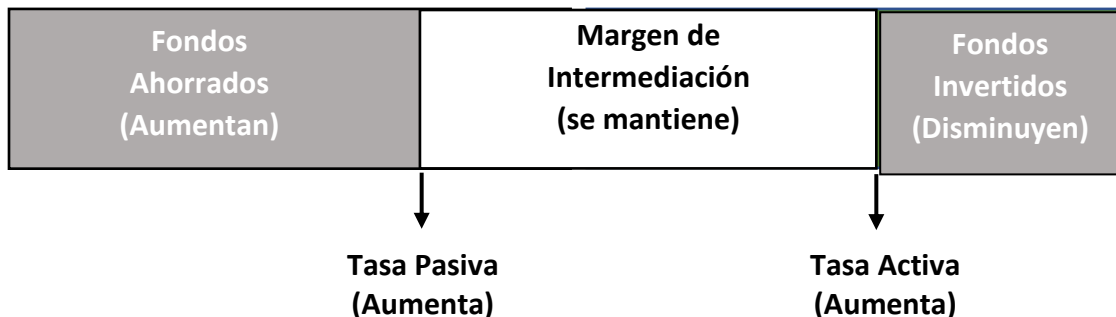 Fondos
Ahorrados
(Aumentan)
Margen de
Intermediación
(se mantiene)
Fondos
Invertidos
(Disminuyen)
Tasa Pasiva
(Aumenta)
Tasa Activa
(Aumenta)